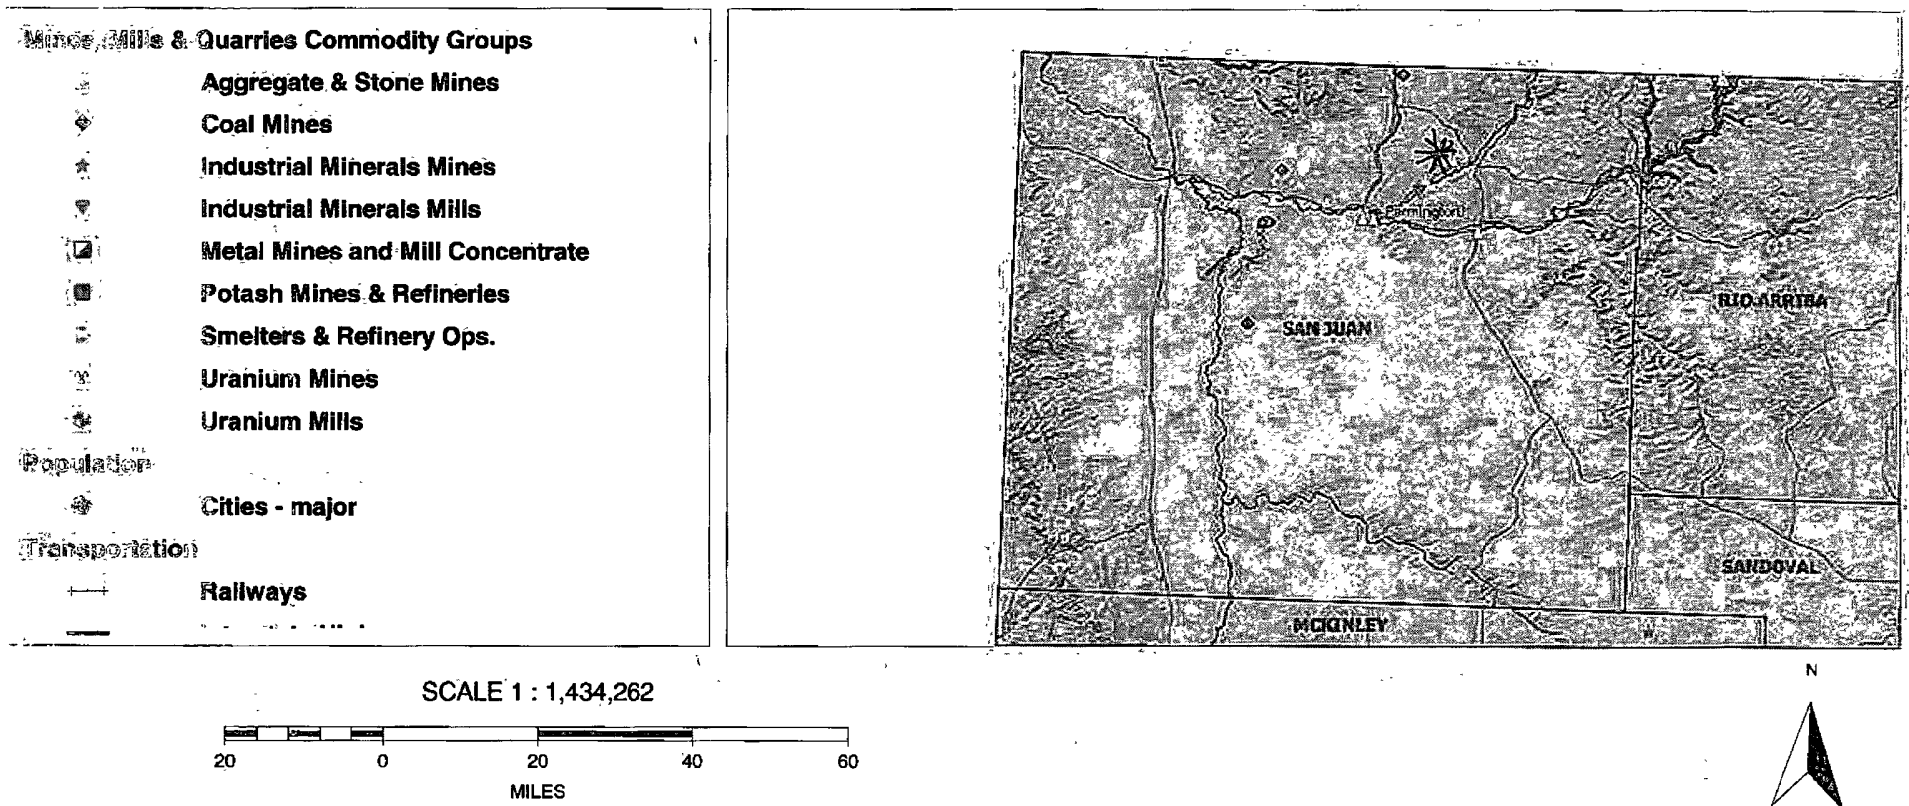 Mines, Mills & Quarries Commodity Groups
Aggregate & Stone Mines
Coal Mines
Industrial Minerals Mines
Industrial Minerals Mills
Metal Mines and Mill Concentrate
Potash Mines & Refineries
Smelters & Refinery Ops.
Uranium Mines
Uranium Mills
Population
Cities - major
Transportation
Railways
Farmington
RIO ARRIBA
SAN JUAN
SANDOVAL
MCKINLEY
SCALE 1 : 1,434,262
20 0 20 40 60
MILES
N